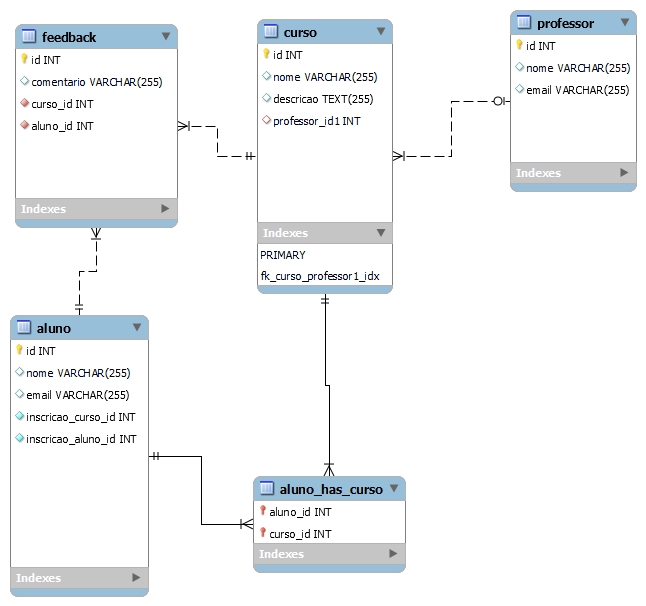 feedback
id INT
comentario VARCHAR(255)
curso_id INT
aluno_id INT
Indexes
curso
id INT
nome VARCHAR(255)
descricao TEXT(255)
professor_id1 INT
Indexes
PRIMARY
fk_curso_professor1_idx
professor
id INT
nome VARCHAR(255)
email VARCHAR(255)
Indexes
aluno
id INT
nome VARCHAR(255)
email VARCHAR(255)
inscricao_curso_id INT
inscricao_aluno_id INT
Indexes
aluno_has_curso
aluno_id INT
curso_id INT
Indexes